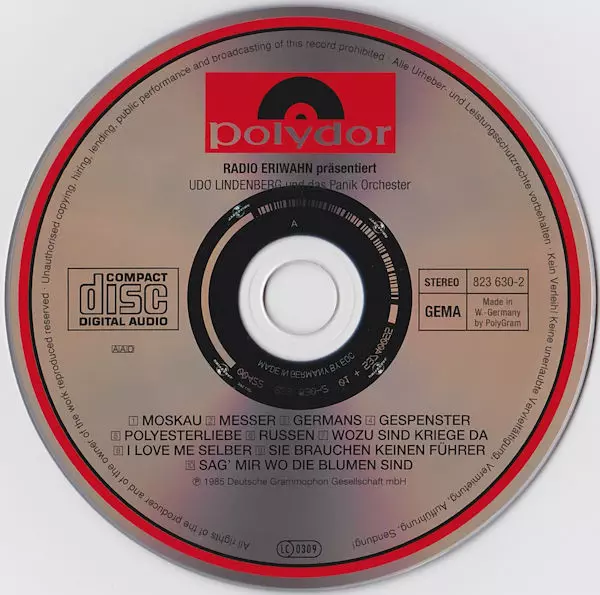 All rights of the producer and of the owner of the work reproduced reserved · Unauthorised copying, hiring, lending, public performance and broadcasting of this record prohibited · Alle Urheber- und Leistungsschutzrechte vorbehalten · Kein Verleih! Keine unerlaubte Vervielfältigung, Vermietung, Aufführung, Sendung!
polydor
RADIO ERIWAHN präsentiert
UDO LINDENBERG und das Panik Orchester
A
COMPACT
disc
DIGITAL AUDIO
AAD
STEREO 823 630-2
GEMA Made in
W.-Germany
by PolyGram
MADE IN GERMANY BY EDC
1 MOSKAU 2 MESSER 3 GERMANS 4 GESPENSTER
5 POLYESTERLIEBE 6 RUSSEN 7 WOZU SIND KRIEGE DA
8 I LOVE ME SELBER 9 SIE BRAUCHEN KEINEN FÜHRER
10 SAG' MIR WO DIE BLUMEN SIND
℗ 1985 Deutsche Grammophon Gesellschaft mbH
LC 0309